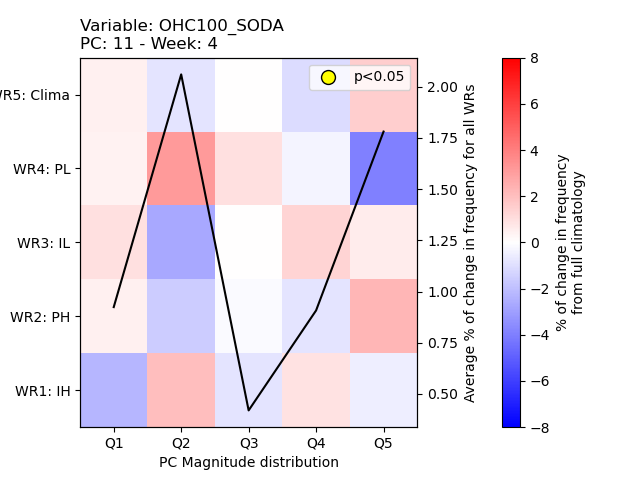 Variable: OHC100_SODA
PC: 11 - Week: 4
p<0.05
WR5: Clima
WR4: PL
WR3: IL
WR2: PH
WR1: IH
Q1 Q2 Q3 Q4 Q5
PC Magnitude distribution
2.00
1.75
1.50
1.25
1.00
0.75
0.50
Average % of change in frequency for all WRs
8
6
4
2
0
−2
−4
−6
−8
% of change in frequency
from full climatology